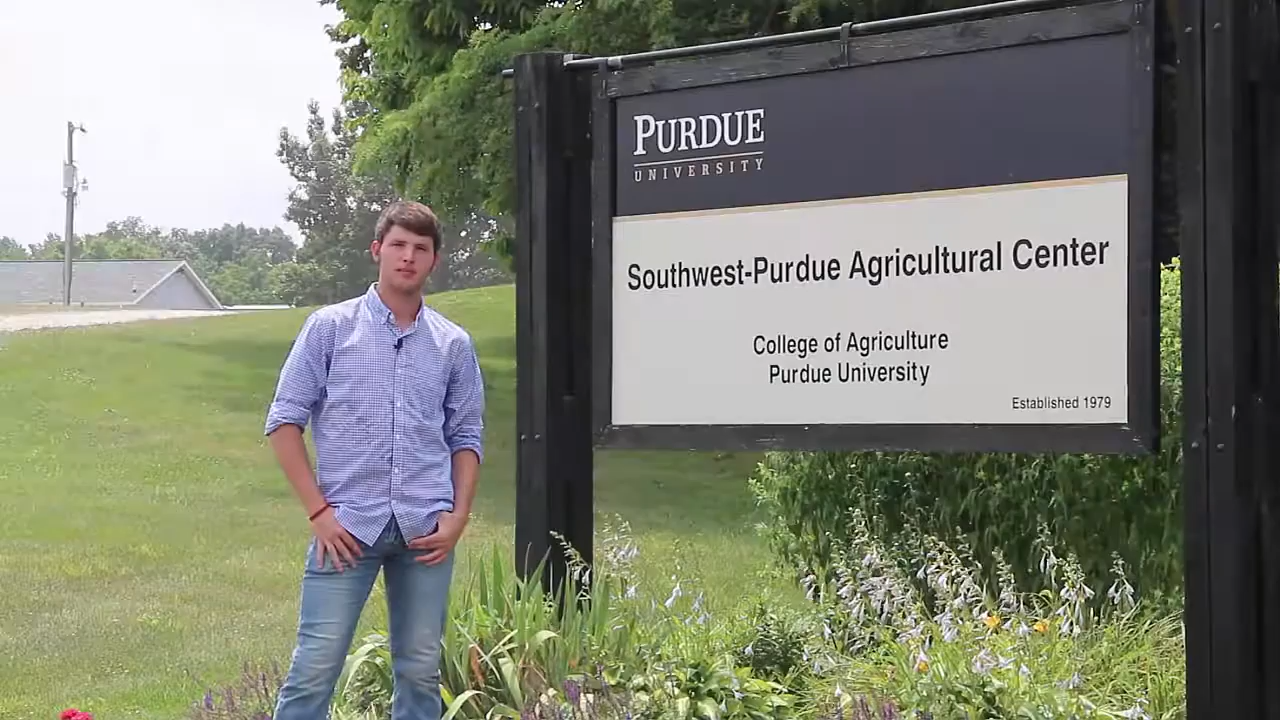 PURDUE
UNIVERSITY
Southwest-Purdue Agricultural Center
College of Agriculture
Purdue University
Established 1979